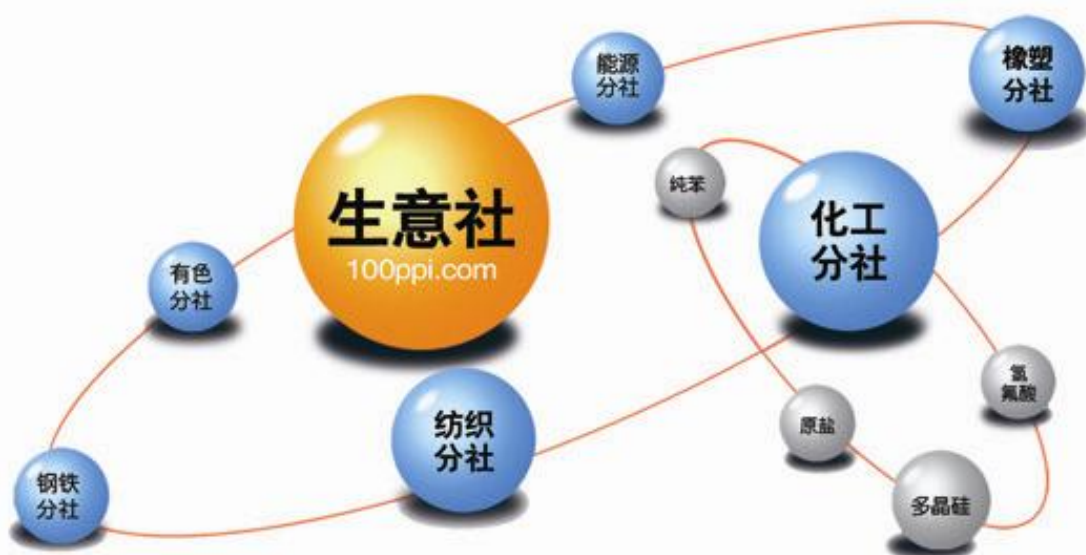 能源
分社
橡塑
分社
纯苯
生意社
100ppi.com
化工
分社
有色
分社
氢
氟酸
纺织
分社
原盐
钢铁
分社
多晶硅